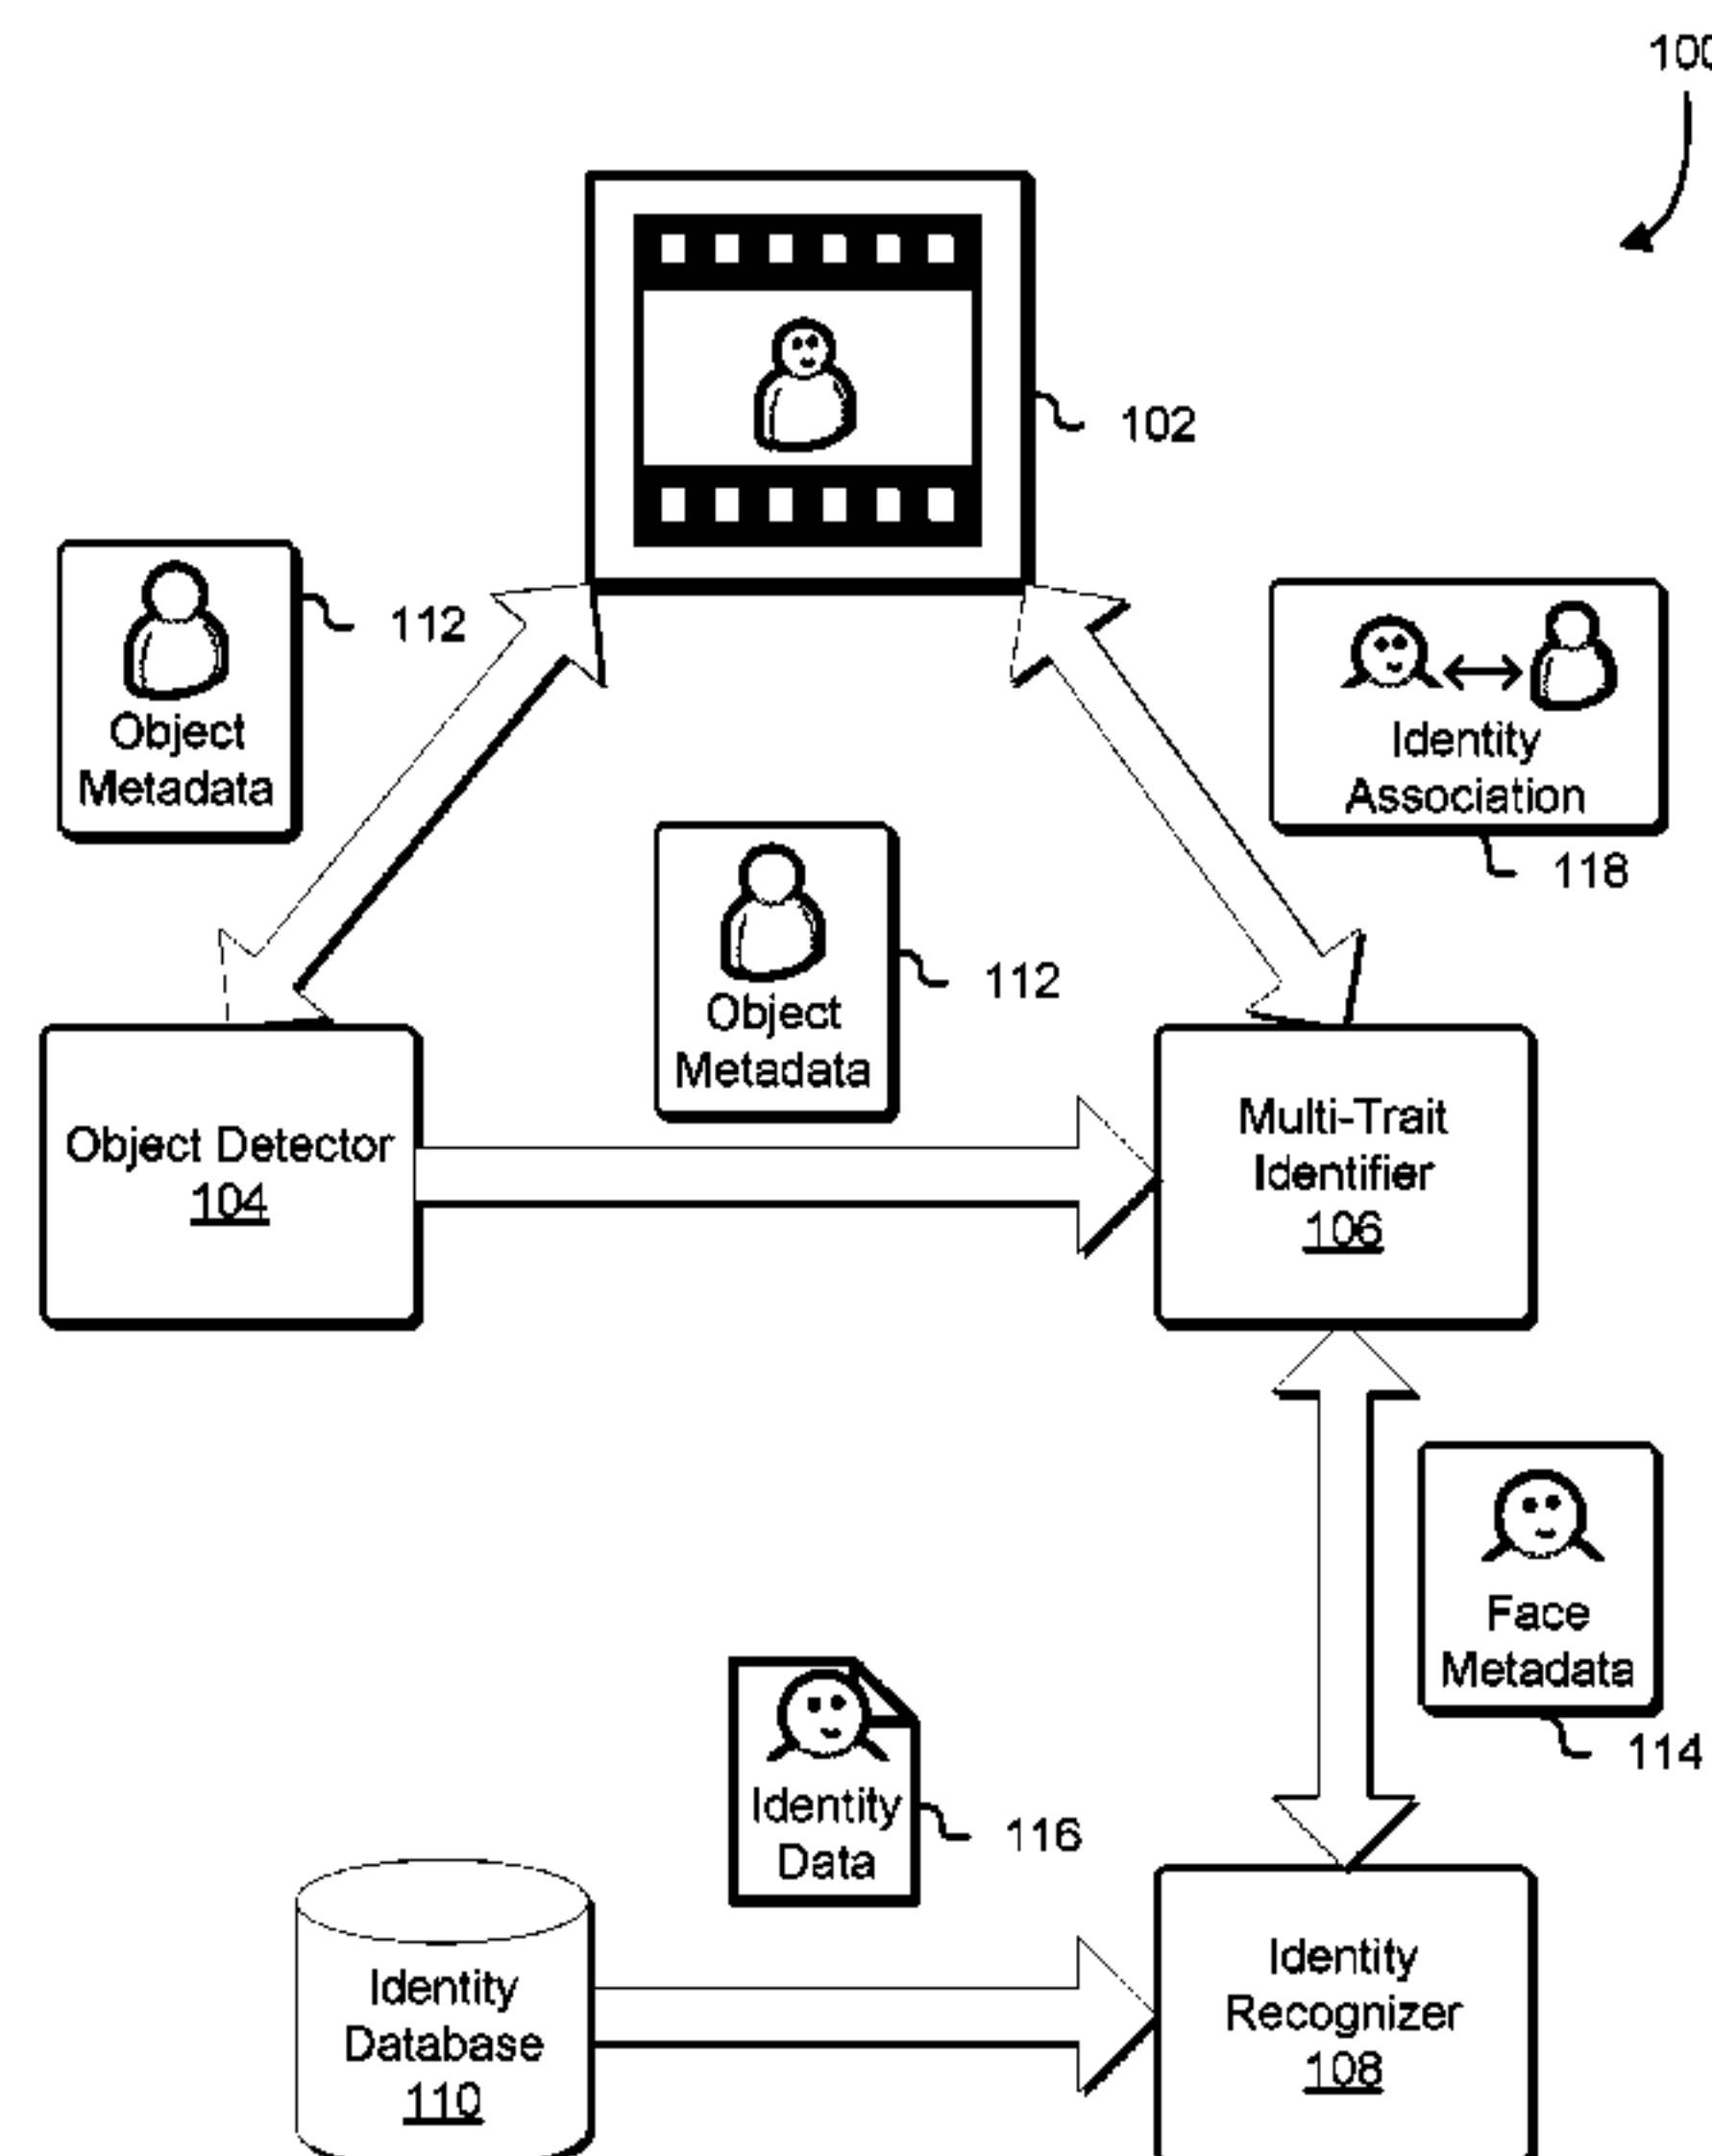 100
102
112
Object
Metadata
Identity
Association
118
112
Object
Metadata
Object Detector
104
Multi-Trait
Identifier
106
Face
Metadata
114
Identity
Data
116
Identity
Database
110
Identity
Recognizer
108